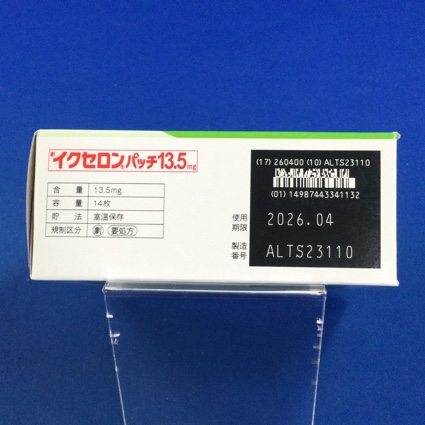 劇 イクセロン®パッチ13.5mg
含 量 13.5mg
容 量 14枚
貯 法 室温保存
規制区分 劇 要処方
(17) 260400 (10) ALTS23110
(01) 14987443341132
使用期限 2026.04
製造番号 ALTS23110